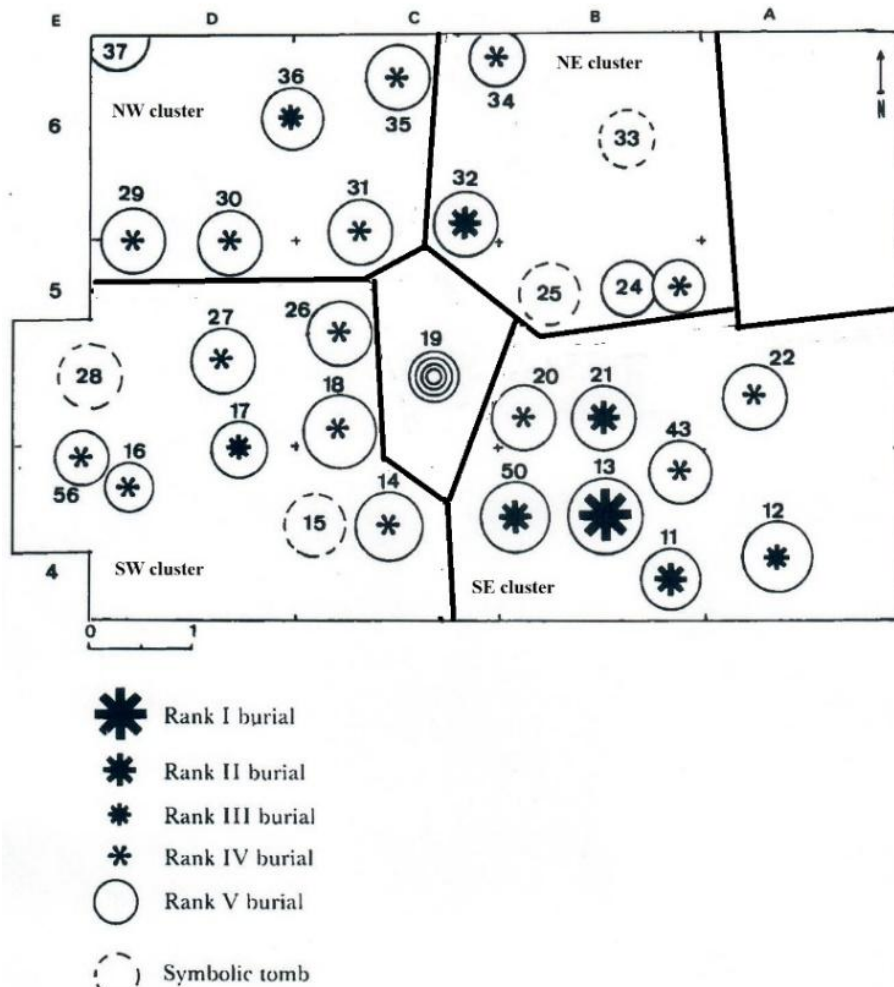 E D C B A
37
36
NE cluster
34
35
N
NW cluster
6
33
29 30 31 32
5
25 24
27 26 19
28
18 20 21 22
17 43
56 16
15 14 50 13
12
11
4
SW cluster
SE cluster
0 1
Rank I burial
Rank II burial
Rank III burial
Rank IV burial
Rank V burial
Symbolic tomb